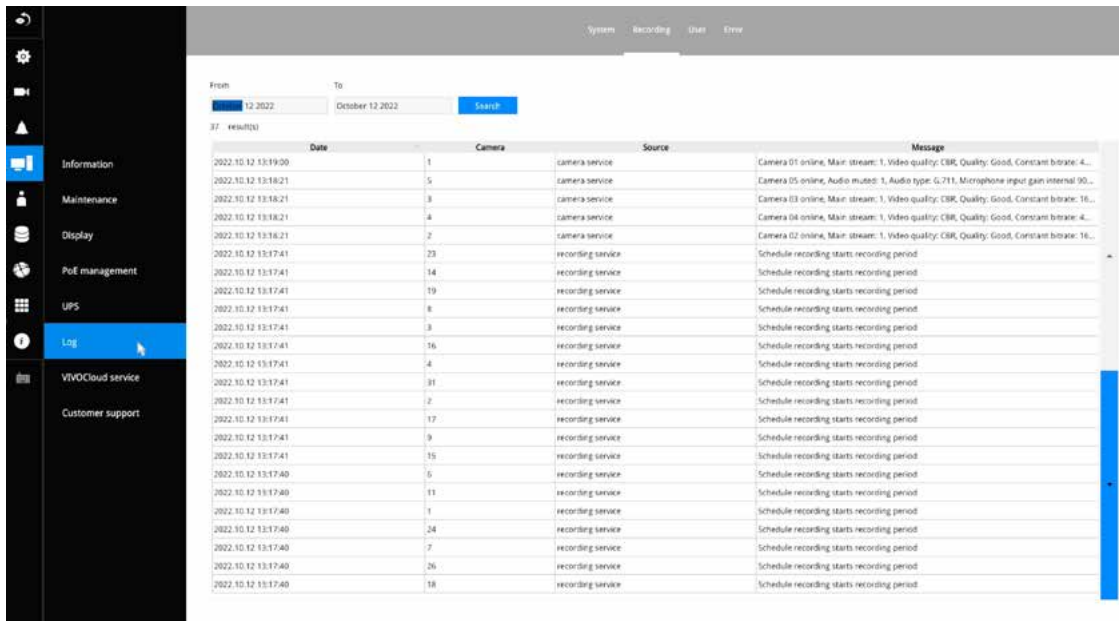 System Recording User Error
From To
October 12 2022 October 12 2022 Search
37 result(s)
Date Camera Source Message
2022.10.12 13:19:00 1 camera service Camera 01 online, Main stream: 1, Video quality: CBR, Quality: Good, Constant bitrate: 4...
2022.10.12 13:18:21 5 camera service Camera 05 online, Audio muted: 1, Audio type: G.711, Microphone input gain internal 90...
2022.10.12 13:18:21 3 camera service Camera 03 online, Main stream: 1, Video quality: CBR, Quality: Good, Constant bitrate: 16...
2022.10.12 13:18:21 4 camera service Camera 04 online, Main stream: 1, Video quality: CBR, Quality: Good, Constant bitrate: 4...
2022.10.12 13:18:21 2 camera service Camera 02 online, Main stream: 1, Video quality: CBR, Quality: Good, Constant bitrate: 16...
2022.10.12 13:17:41 23 recording service Schedule recording starts recording period
2022.10.12 13:17:41 14 recording service Schedule recording starts recording period
2022.10.12 13:17:41 19 recording service Schedule recording starts recording period
2022.10.12 13:17:41 8 recording service Schedule recording starts recording period
2022.10.12 13:17:41 3 recording service Schedule recording starts recording period
2022.10.12 13:17:41 16 recording service Schedule recording starts recording period
2022.10.12 13:17:41 4 recording service Schedule recording starts recording period
2022.10.12 13:17:41 31 recording service Schedule recording starts recording period
2022.10.12 13:17:41 2 recording service Schedule recording starts recording period
2022.10.12 13:17:41 17 recording service Schedule recording starts recording period
2022.10.12 13:17:41 9 recording service Schedule recording starts recording period
2022.10.12 13:17:41 15 recording service Schedule recording starts recording period
2022.10.12 13:17:40 6 recording service Schedule recording starts recording period
2022.10.12 13:17:40 11 recording service Schedule recording starts recording period
2022.10.12 13:17:40 1 recording service Schedule recording starts recording period
2022.10.12 13:17:40 24 recording service Schedule recording starts recording period
2022.10.12 13:17:40 7 recording service Schedule recording starts recording period
2022.10.12 13:17:40 26 recording service Schedule recording starts recording period
2022.10.12 13:17:40 18 recording service Schedule recording starts recording period
Information
Maintenance
Display
PoE management
UPS
Log
VIVOCloud service
Customer support